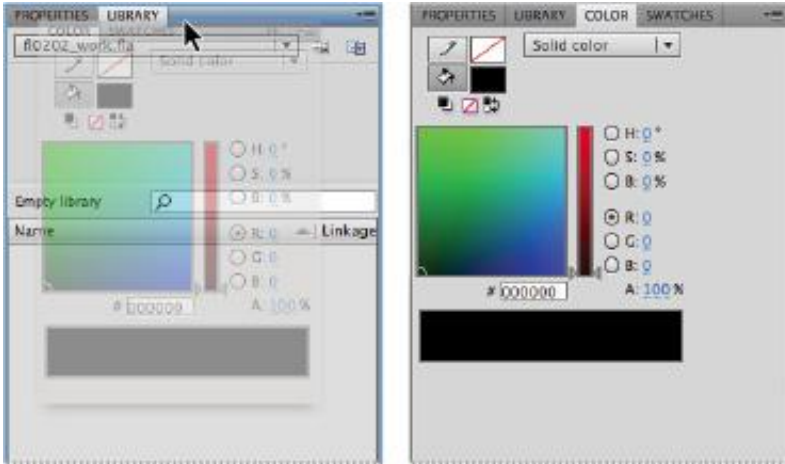 PROPERTIES LIBRARY
COLOR SWATCHES
fl0202_work.fla
Solid color
H: 0 °
S: 0 %
B: 0 %
Empty library
Name Linkage
R: 0
G: 0
B: 0
# 000000 A: 100 %
PROPERTIES LIBRARY COLOR SWATCHES
Solid color
H: 0 °
S: 0 %
B: 0 %
R: 0
G: 0
B: 0
# 000000 A: 100 %